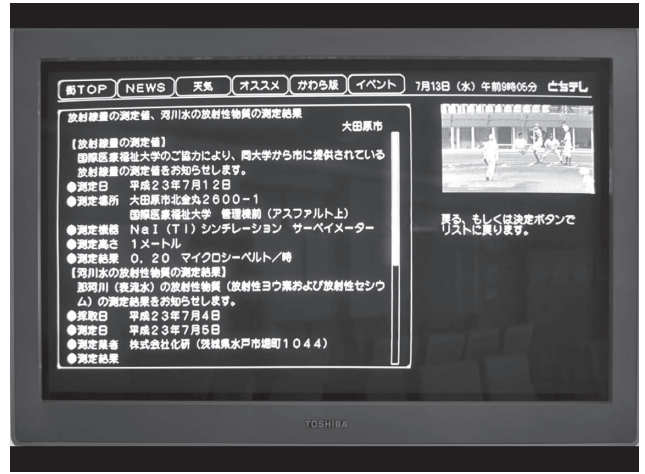 街TOP NEWS 天気 オススメ かわら版 イベント 7月13日（水）午前9時06分 とちテレ
放射線量の測定値、河川水の放射性物質の測定結果
大田原市
【放射線量の測定値】
国際医療福祉大学のご協力により、同大学から市に提供されている
放射線量の測定値をお知らせします。
●測定日 平成23年7月12日
●測定場所 大田原市北金丸2600-1
国際医療福祉大学 管理棟前（アスファルト上）
●測定機器 NaI（Tl）シンチレーション サーベイメーター
●測定高さ 1メートル
●測定結果 0．20 マイクロシーベルト／時
【河川水の放射性物質の測定結果】
那珂川（表流水）の放射性物質（放射性ヨウ素および放射性セシウ
ム）の測定結果をお知らせします。
●採取日 平成23年7月4日
●測定日 平成23年7月5日
●測定業者 株式会社化研（茨城県水戸市堀町1044）
●測定結果
戻る、もしくは決定ボタンで
リストに戻ります。
TOSHIBA